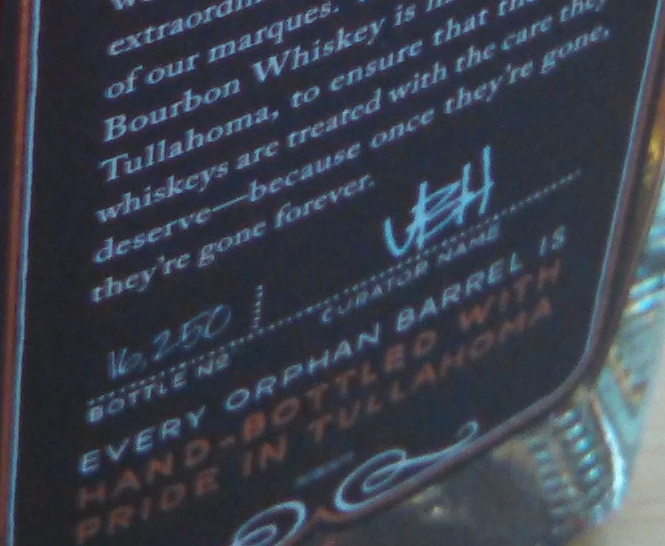 of our marques.
Bourbon Whiskey is
Tullahoma, to ensure that
whiskeys are treated with the care they
deserve—because once they're gone,
they're gone forever.
16,250 VBH
BOTTLE Nº CURATOR NAME
EVERY ORPHAN BARREL IS
HAND-BOTTLED WITH
PRIDE IN TULLAHOMA